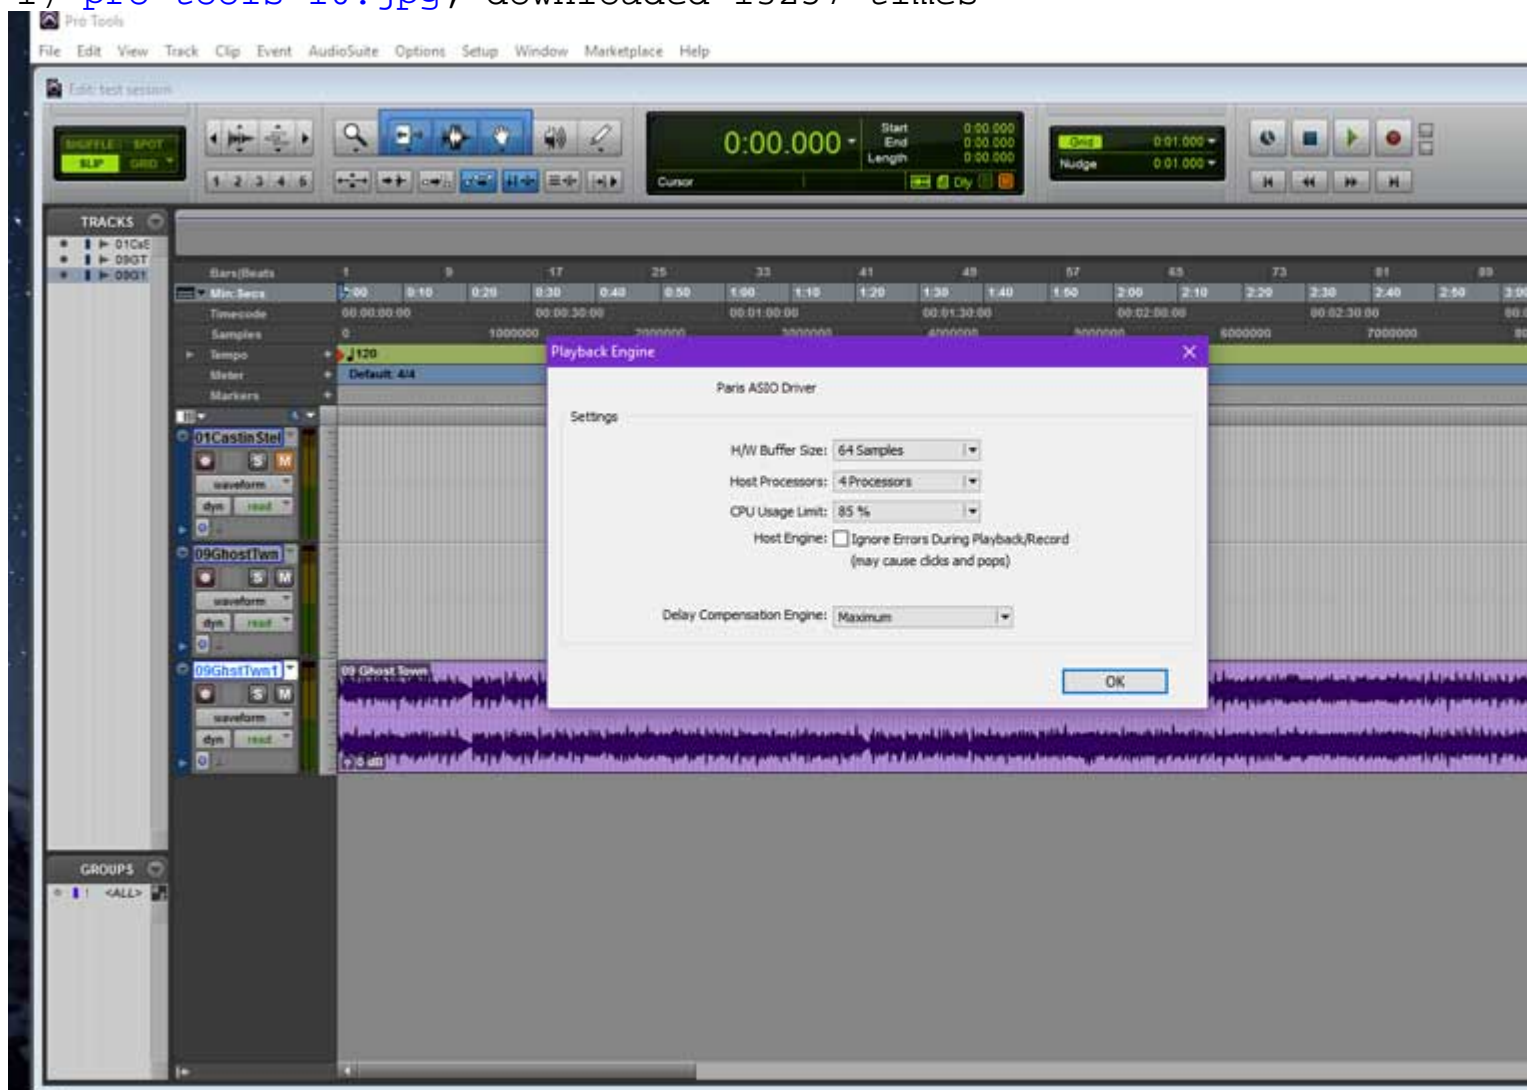 1) pro tools 10.jpg, downloaded 15257 times
Pro Tools
File Edit View Track Clip Event AudioSuite Options Setup Window Marketplace Help
Edit: test session
SHUFFLE SPOT
SLIP GRID
1 2 3 4 5
0:00.000
Start 0:00.000
End 0:00.000
Length 0:00.000
Cursor
Dly
Grid 0:01.000
Nudge 0:01.000
TRACKS
01CsS
09GT
09GT
Bars|Beats 1 9 17 25 33 41 49 57 65 73 81 89
Min:Secs 0:00 0:10 0:20 0:30 0:40 0:50 1:00 1:10 1:20 1:30 1:40 1:50 2:00 2:10 2:20 2:30 2:40 2:50 3:00
Timecode 00:00:00:00 00:00:30:00 00:01:00:00 00:01:30:00 00:02:00:00 00:02:30:00
Samples 0 1000000 2000000 3000000 4000000 5000000 6000000 7000000
Tempo 120
Meter Default: 4/4
Markers
Playback Engine
Paris ASIO Driver
Settings
H/W Buffer Size: 64 Samples
Host Processors: 4 Processors
CPU Usage Limit: 85 %
Host Engine: Ignore Errors During Playback/Record
(may cause clicks and pops)
Delay Compensation Engine: Maximum
OK
01CastinStel
S M
waveform
dyn read
09GhostTwn
S M
waveform
dyn read
09GhstTwn1
S M
waveform
dyn read
09 Ghost Town
0 dB
GROUPS
! <ALL>